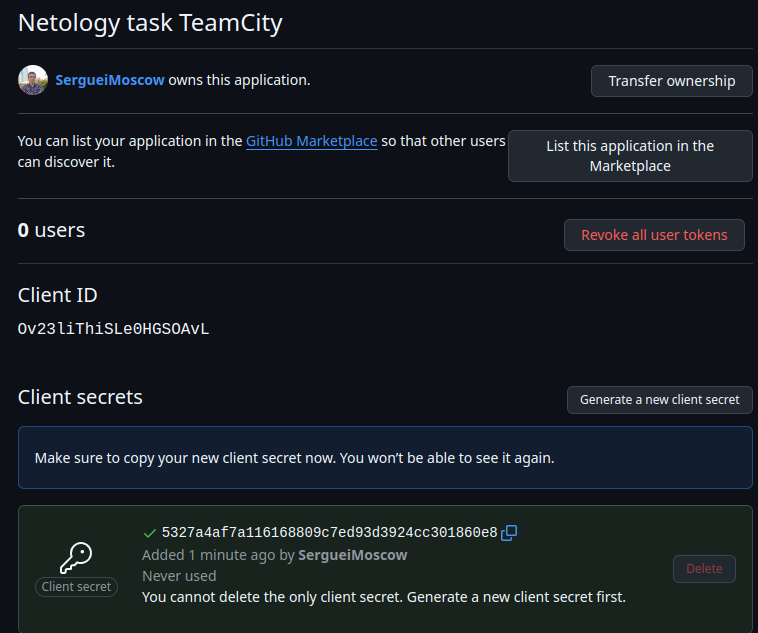 Netology task TeamCity
SergueiMoscow owns this application.
Transfer ownership
You can list your application in the GitHub Marketplace so that other users
can discover it.
List this application in the
Marketplace
0 users
Revoke all user tokens
Client ID
Ov23liThiSLe0HGSOAvL
Client secrets
Generate a new client secret
Make sure to copy your new client secret now. You won’t be able to see it again.
5327a4af7a116168809c7ed93d3924cc301860e8
Added 1 minute ago by SergueiMoscow
Never used
You cannot delete the only client secret. Generate a new client secret first.
Client secret
Delete